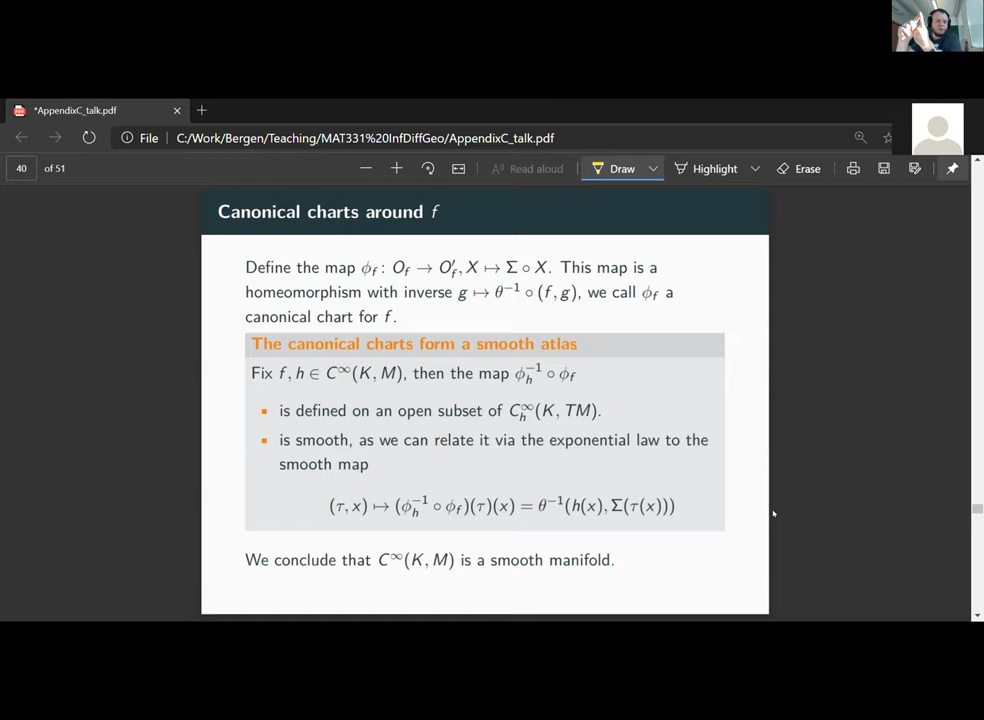 *AppendixC_talk.pdf
File C:/Work/Bergen/Teaching/MAT331%20InfDiffGeo/AppendixC_talk.pdf
40 of 51 Read aloud Draw Highlight Erase
Canonical charts around f
Define the map ϕ_f: O_f → O′_f, X ↦ Σ ∘ X. This map is a
homeomorphism with inverse g ↦ θ⁻¹ ∘ (f, g), we call ϕ_f a
canonical chart for f.
The canonical charts form a smooth atlas
Fix f, h ∈ C^∞(K, M), then the map ϕ_h⁻¹ ∘ ϕ_f
▪ is defined on an open subset of C_h^∞(K, TM).
▪ is smooth, as we can relate it via the exponential law to the
smooth map
(τ, x) ↦ (ϕ_h⁻¹ ∘ ϕ_f)(τ)(x) = θ⁻¹(h(x), Σ(τ(x)))
We conclude that C^∞(K, M) is a smooth manifold.